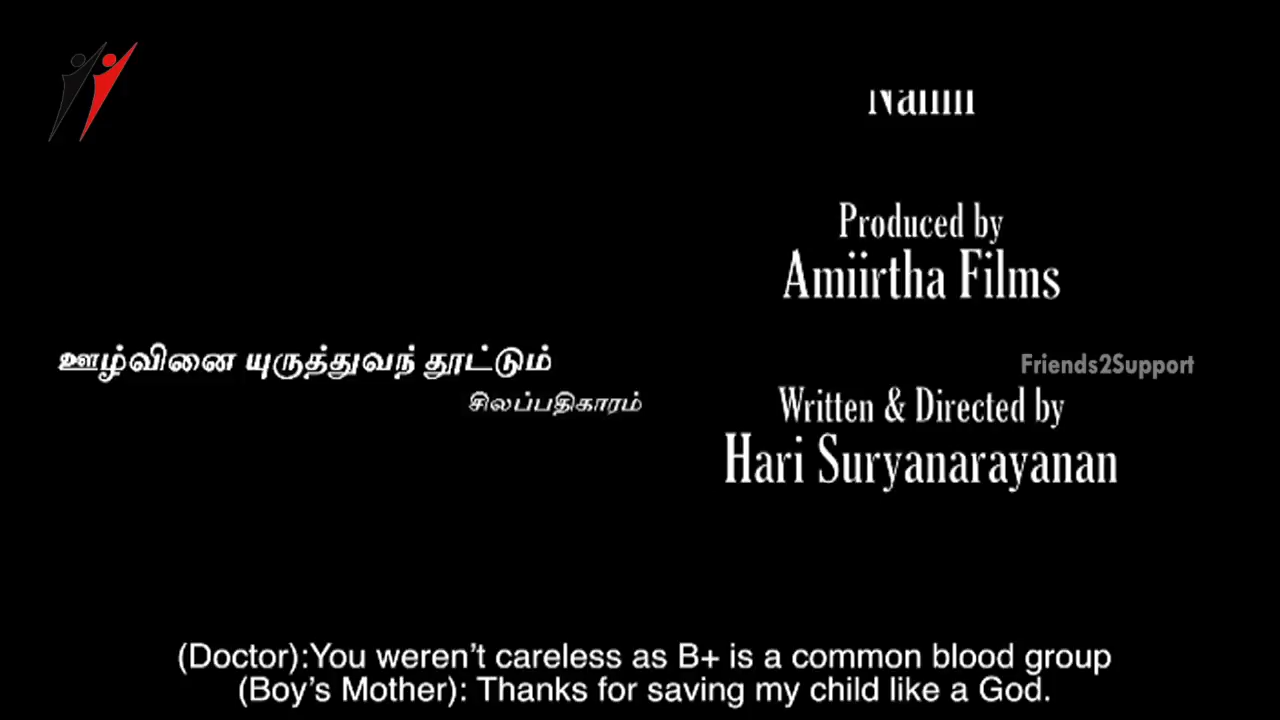 Produced by
Amiirtha Films
ஊழ்வினை யுருத்துவந் தூட்டும்
சிலப்பதிகாரம்
Friends2Support
Written & Directed by
Hari Suryanarayanan
(Doctor):You weren't careless as B+ is a common blood group
(Boy's Mother): Thanks for saving my child like a God.